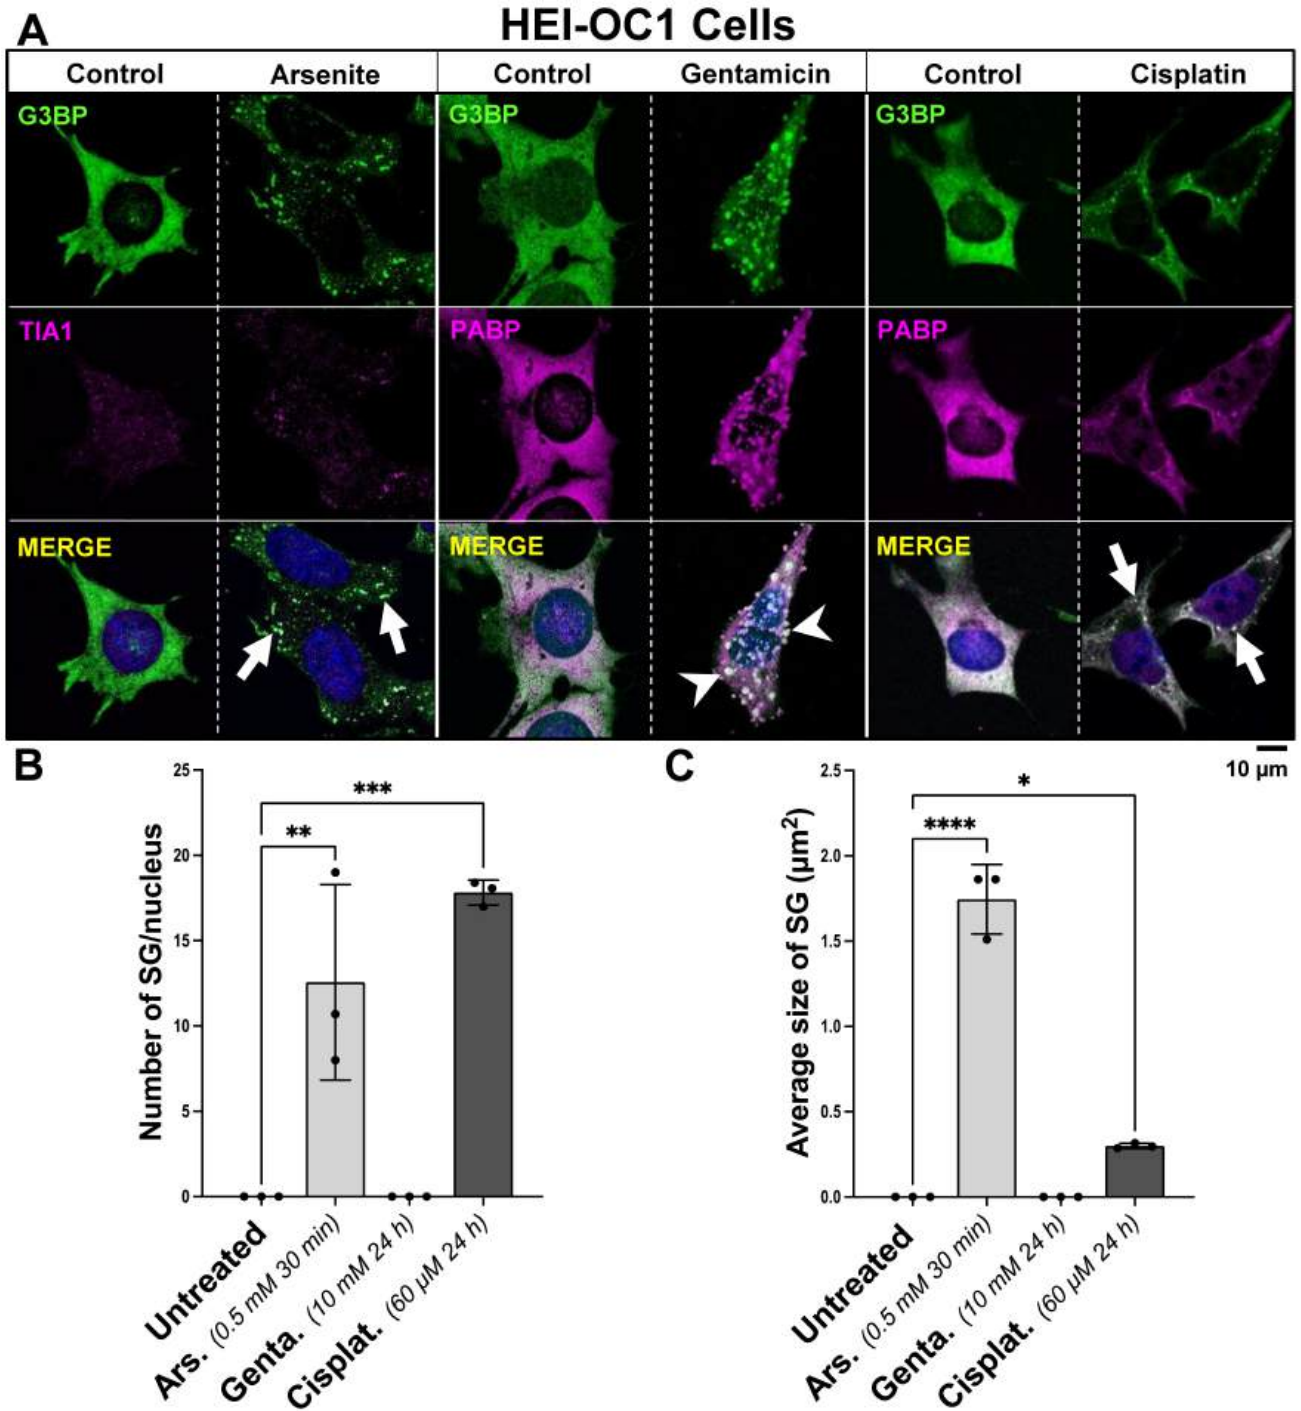 A
HEI-OC1 Cells
Control Arsenite Control Gentamicin Control Cisplatin
G3BP G3BP G3BP
TIA1 PABP PABP
MERGE MERGE MERGE
10 µm
B
Number of SG/nucleus
25
20
15
10
5
0
***
**
Untreated
Ars. (0.5 mM 30 min)
Genta. (10 mM 24 h)
Cisplat. (60 µM 24 h)
C
Average size of SG (µm²)
2.5
2.0
1.5
1.0
0.5
0.0
*
****
Untreated
Ars. (0.5 mM 30 min)
Genta. (10 mM 24 h)
Cisplat. (60 µM 24 h)